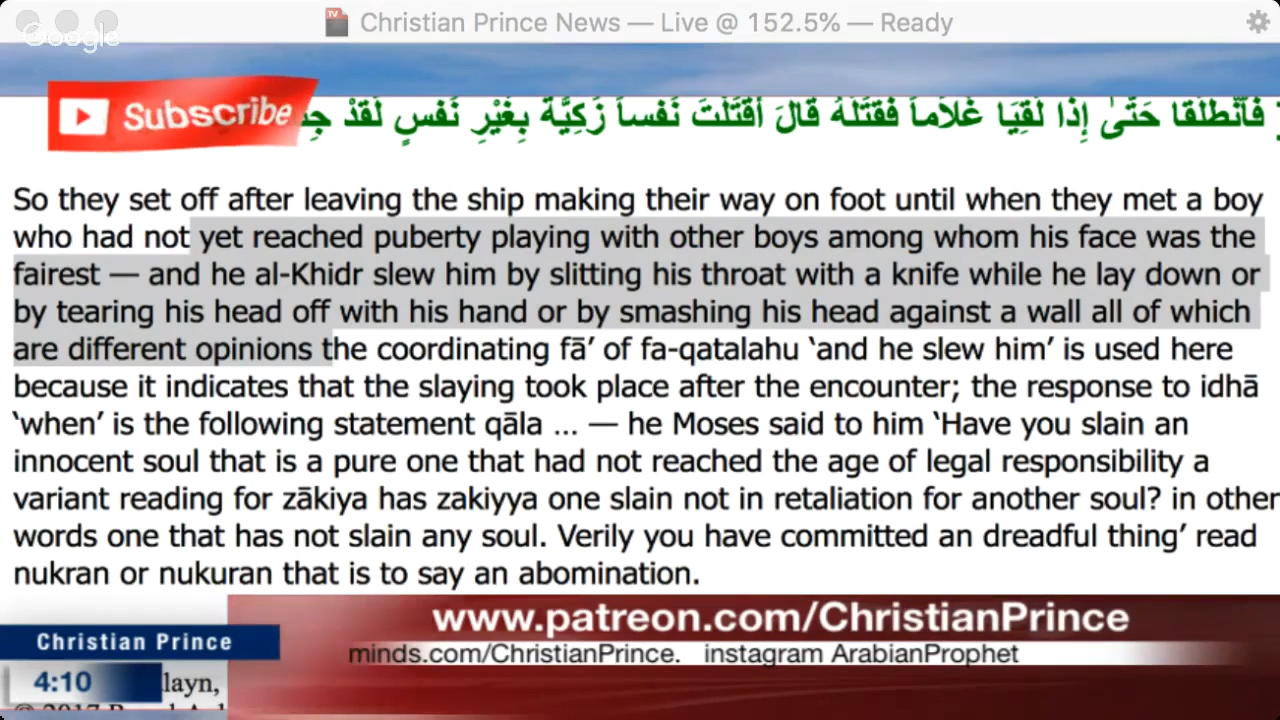 Christian Prince News — Live @ 152.5% — Ready
Google
Subscribe
فَٱنْطَلَقَا حَتَّىٰ إِذَا لَقِيَا غُلاَماً فَقَتَلَهُ قَالَ أَقَتَلْتَ نَفْساً زَكِيَّةً بِغَيْرِ نَفْسٍ لَّقَدْ
So they set off after leaving the ship making their way on foot until when they met a boy
who had not yet reached puberty playing with other boys among whom his face was the
fairest — and he al-Khidr slew him by slitting his throat with a knife while he lay down or
by tearing his head off with his hand or by smashing his head against a wall all of which
are different opinions the coordinating fā’ of fa-qatalahu ‘and he slew him’ is used here
because it indicates that the slaying took place after the encounter; the response to idhā
‘when’ is the following statement qāla ... — he Moses said to him ‘Have you slain an
innocent soul that is a pure one that had not reached the age of legal responsibility a
variant reading for zākiya has zakiyya one slain not in retaliation for another soul? in other
words one that has not slain any soul. Verily you have committed an dreadful thing’ read
nukran or nukuran that is to say an abomination.
www.patreon.com/ChristianPrince
Christian Prince
minds.com/ChristianPrince. instagram ArabianProphet
4:10
layn,